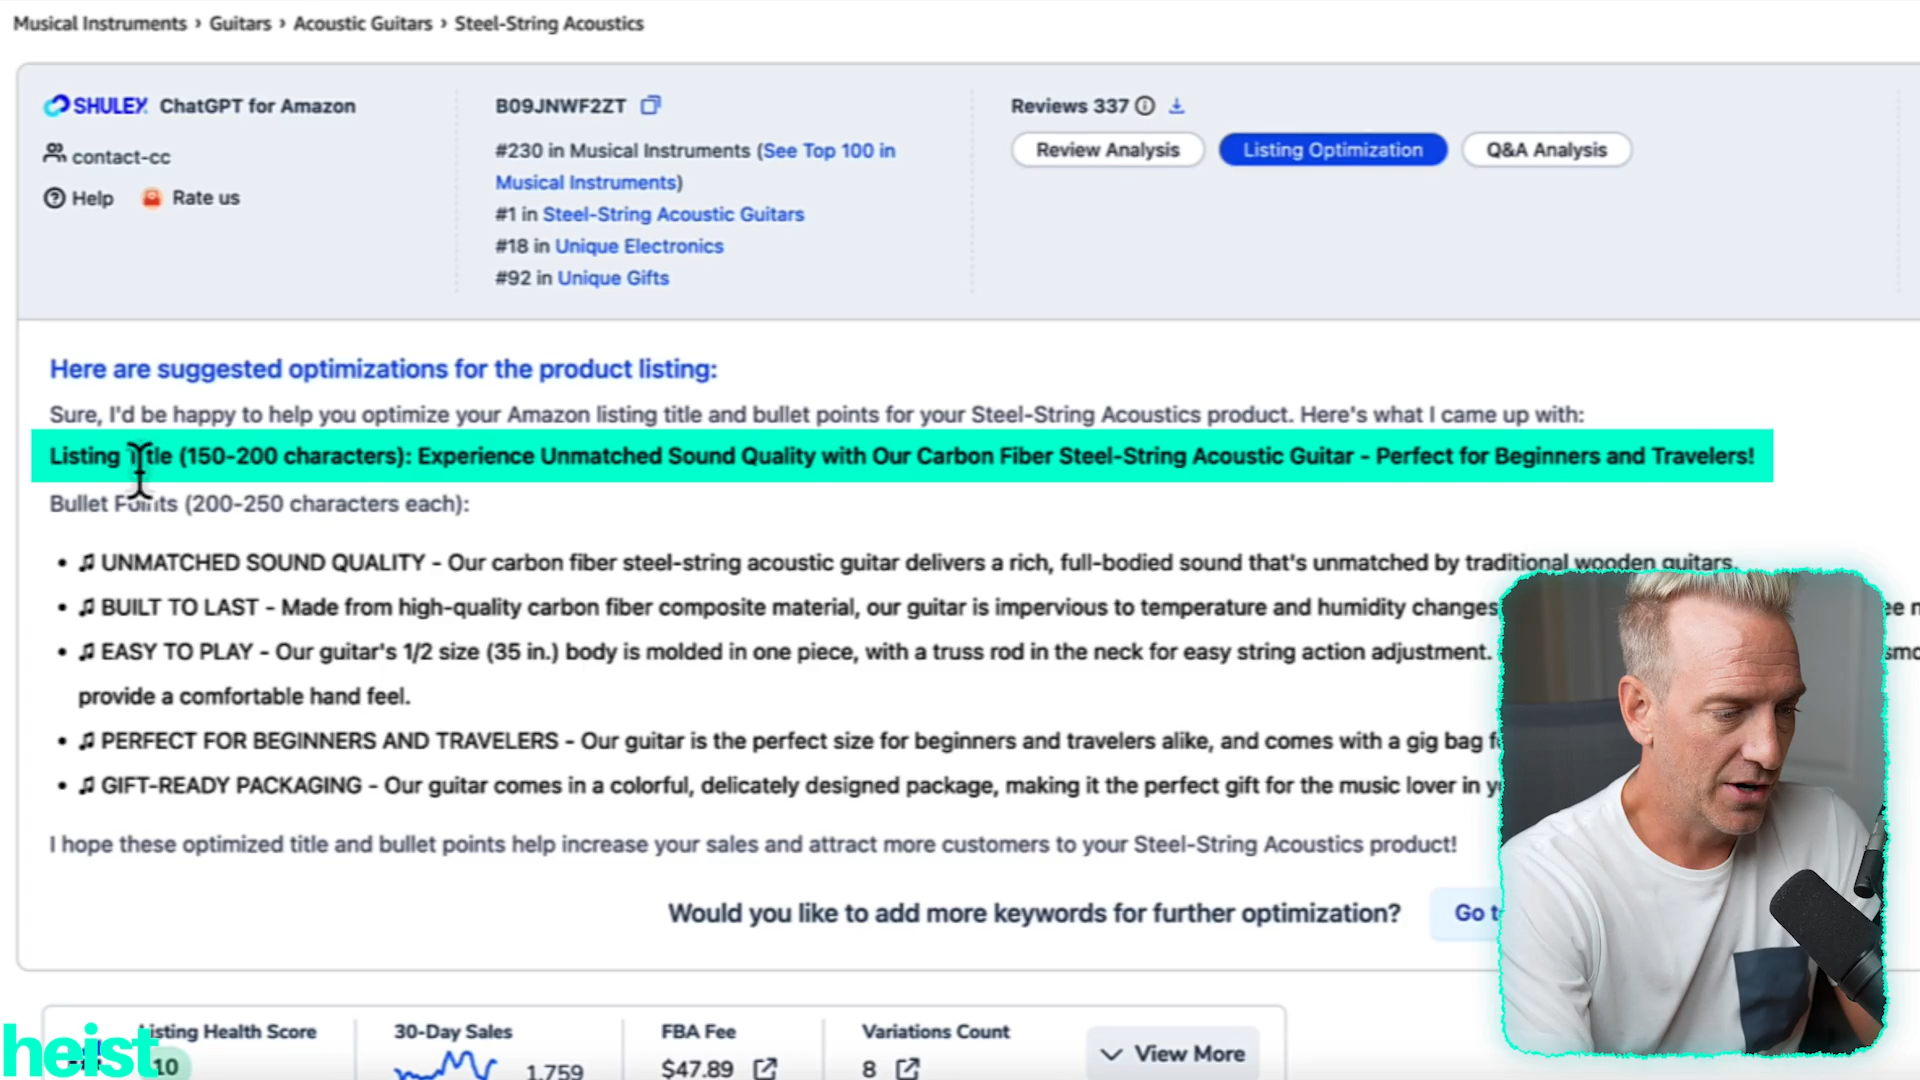 Musical Instruments › Guitars › Acoustic Guitars › Steel-String Acoustics
SHULEX ChatGPT for Amazon
contact-cc
Help Rate us
B09JNWF2ZT
#230 in Musical Instruments (See Top 100 in
Musical Instruments)
#1 in Steel-String Acoustic Guitars
#18 in Unique Electronics
#92 in Unique Gifts
Reviews 337
Review Analysis Listing Optimization Q&A Analysis
Here are suggested optimizations for the product listing:
Sure, I'd be happy to help you optimize your Amazon listing title and bullet points for your Steel-String Acoustics product. Here's what I came up with:
Listing Title (150-200 characters): Experience Unmatched Sound Quality with Our Carbon Fiber Steel-String Acoustic Guitar - Perfect for Beginners and Travelers!
Bullet Points (200-250 characters each):
• ♫ UNMATCHED SOUND QUALITY - Our carbon fiber steel-string acoustic guitar delivers a rich, full-bodied sound that's unmatched by traditional wooden guitars.
• ♫ BUILT TO LAST - Made from high-quality carbon fiber composite material, our guitar is impervious to temperature and humidity changes
• ♫ EASY TO PLAY - Our guitar's 1/2 size (35 in.) body is molded in one piece, with a truss rod in the neck for easy string action adjustment.
provide a comfortable hand feel.
• ♫ PERFECT FOR BEGINNERS AND TRAVELERS - Our guitar is the perfect size for beginners and travelers alike, and comes with a gig bag
• ♫ GIFT-READY PACKAGING - Our guitar comes in a colorful, delicately designed package, making it the perfect gift for the music lover in
I hope these optimized title and bullet points help increase your sales and attract more customers to your Steel-String Acoustics product!
Would you like to add more keywords for further optimization? Go
Listing Health Score 30-Day Sales FBA Fee Variations Count View More
10 1,759 $47.89 8
heist